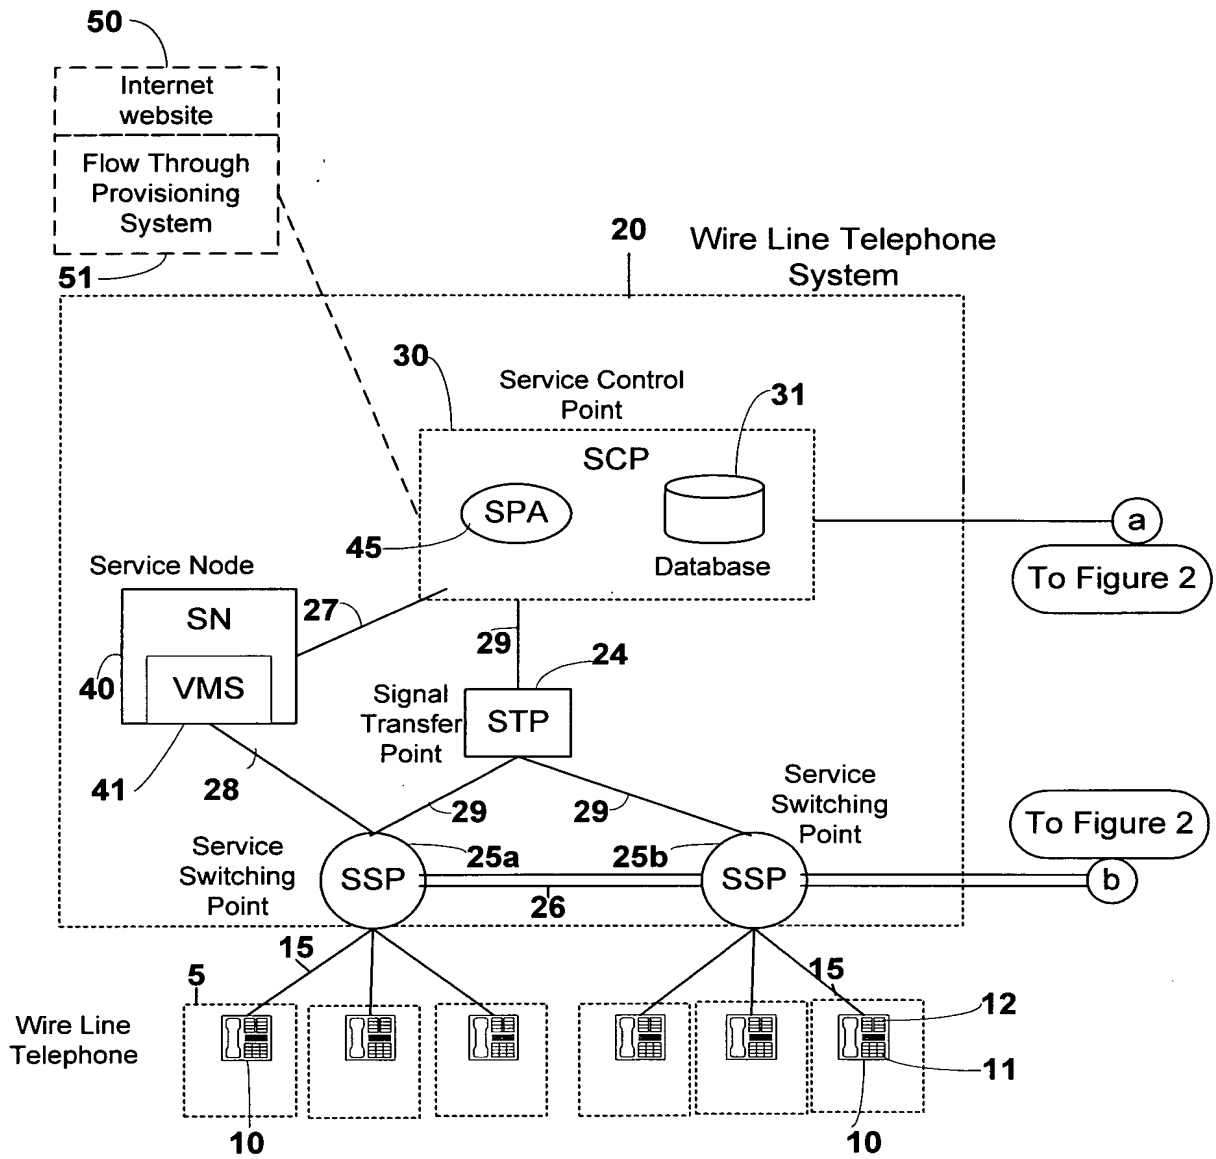 50
Internet
website
Flow Through
Provisioning
System
51
20
Wire Line Telephone
System
30
Service Control
Point
31
SCP
SPA
45
Database
a
To Figure 2
Service Node
SN
27
40
VMS
41
28
29
24
Signal
Transfer
Point
STP
29
29
Service
Switching
Point
To Figure 2
Service
Switching
Point
25a
25b
SSP
SSP
26
b
15
15
5
12
Wire Line
Telephone
11
10
10